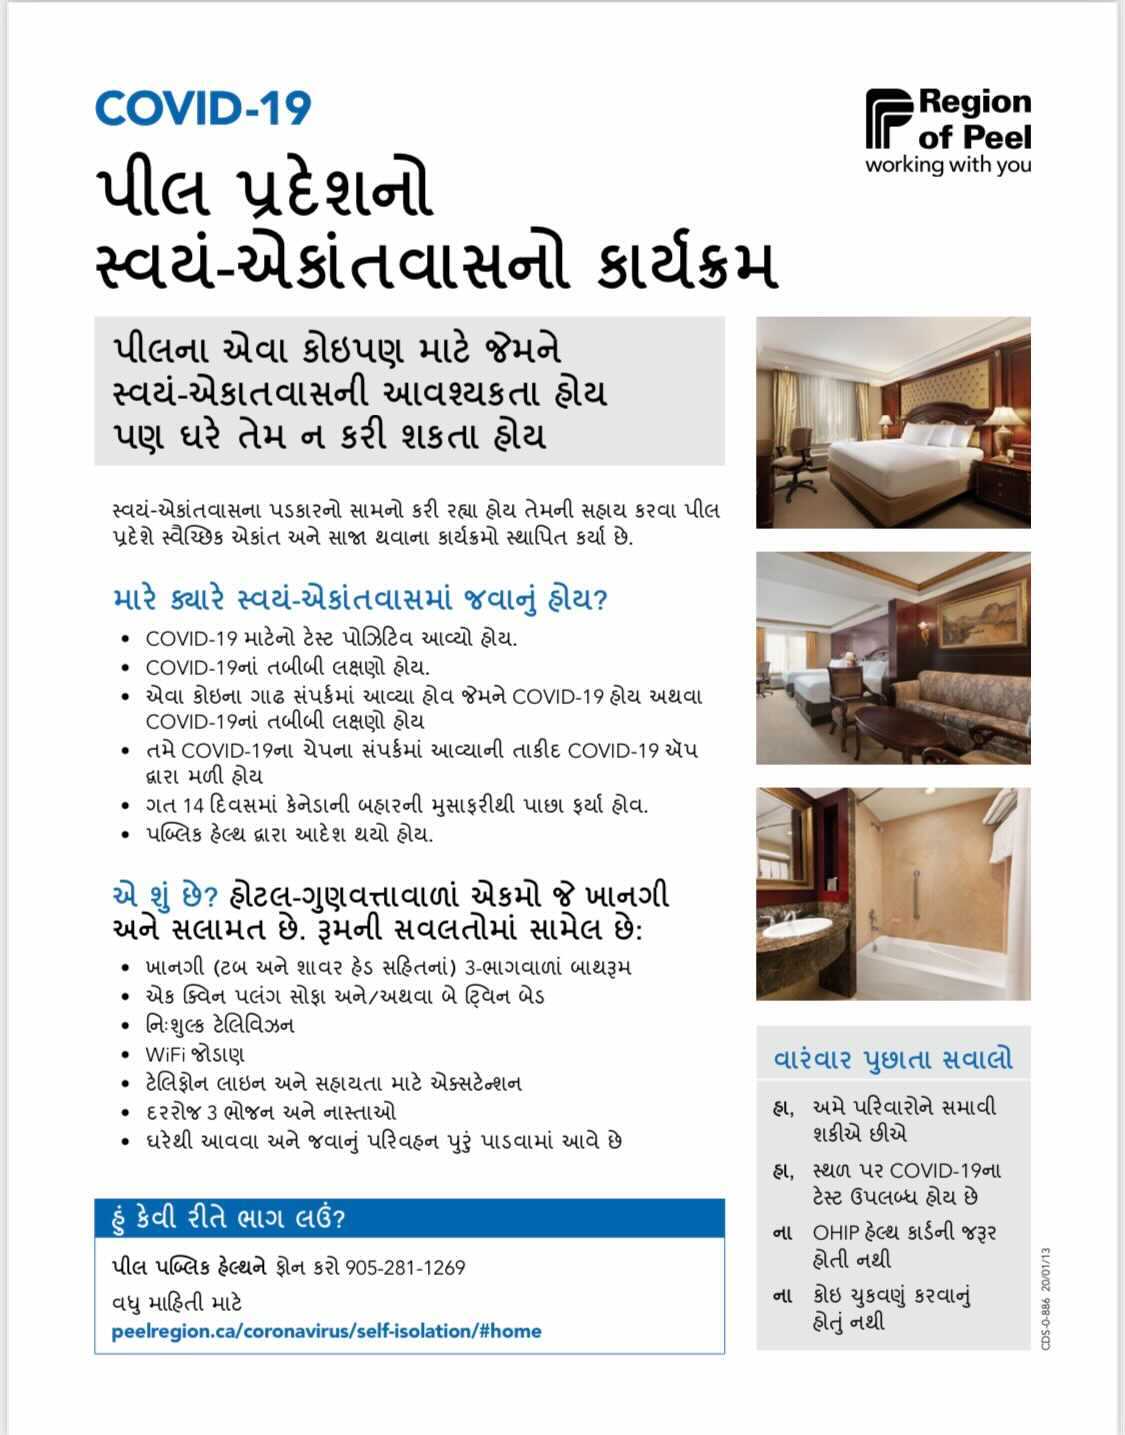 COVID-19
Region
of Peel
working with you
પીલ પ્રદેશનો
સ્વયં-એકાંતવાસનો કાર્યક્રમ
પીલના એવા કોઇપણ માટે જેમને
સ્વયં-એકાતવાસની આવશ્યકતા હોય
પણ ઘરે તેમ ન કરી શકતા હોય
સ્વયં-એકાંતવાસના પડકારનો સામનો કરી રહ્યા હોય તેમની સહાય કરવા પીલ
પ્રદેશે સ્વૈચ્છિક એકાંત અને સાજા થવાના કાર્યક્રમો સ્થાપિત કર્યા છે.
મારે ક્યારે સ્વયં-એકાંતવાસમાં જવાનું હોય?
• COVID-19 માટેનો ટેસ્ટ પોઝિટિવ આવ્યો હોય.
• COVID-19નાં તબીબી લક્ષણો હોય.
• એવા કોઇના ગાઢ સંપર્કમાં આવ્યા હોવ જેમને COVID-19 હોય અથવા
COVID-19નાં તબીબી લક્ષણો હોય
• તમે COVID-19ના ચેપના સંપર્કમાં આવ્યાની તાકીદ COVID-19 ઍપ
દ્વારા મળી હોય
• ગત 14 દિવસમાં કેનેડાની બહારની મુસાફરીથી પાછા ફર્યા હોવ.
• પબ્લિક હેલ્થ દ્વારા આદેશ થયો હોય.
એ શું છે? હોટલ-ગુણવત્તાવાળાં એકમો જે ખાનગી
અને સલામત છે. રૂમની સવલતોમાં સામેલ છે:
• ખાનગી (ટબ અને શાવર હેડ સહિતનાં) 3-ભાગવાળાં બાથરૂમ
• એક ક્વિન પલંગ સોફા અને/અથવા બે ટ્વિન બેડ
• નિઃશુલ્ક ટેલિવિઝન
• WiFi જોડાણ
• ટેલિફોન લાઇન અને સહાયતા માટે એક્સટેન્શન
• દરરોજ 3 ભોજન અને નાસ્તાઓ
• ઘરેથી આવવા અને જવાનું પરિવહન પુરું પાડવામાં આવે છે
હું કેવી રીતે ભાગ લઉં?
પીલ પબ્લિક હેલ્થને ફોન કરો 905-281-1269
વધુ માહિતી માટે
peelregion.ca/coronavirus/self-isolation/#home
વારંવાર પુછાતા સવાલો
હા, અમે પરિવારોને સમાવી
શકીએ છીએ
હા, સ્થળ પર COVID-19ના
ટેસ્ટ ઉપલબ્ધ હોય છે
ના OHIP હેલ્થ કાર્ડની જરૂર
હોતી નથી
ના કોઇ ચુકવણું કરવાનું
હોતું નથી
CDS-0-886 20/01/13